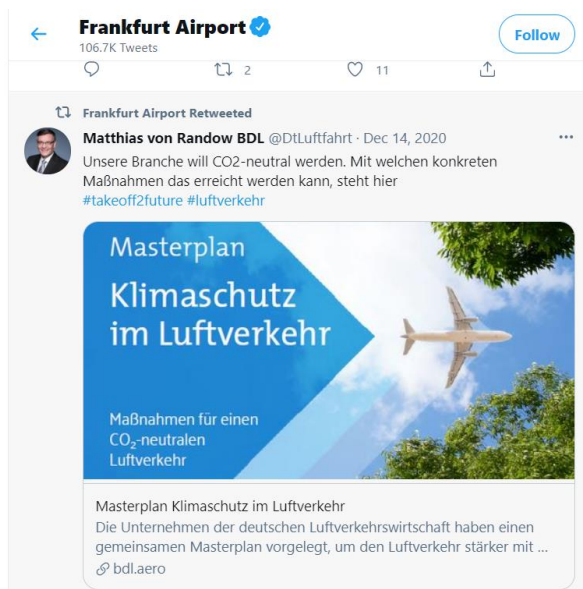 Frankfurt Airport
106.7K Tweets
Follow
2
11
Frankfurt Airport Retweeted
Matthias von Randow BDL @DtLuftfahrt · Dec 14, 2020
Unsere Branche will CO2-neutral werden. Mit welchen konkreten
Maßnahmen das erreicht werden kann, steht hier
#takeoff2future #luftverkehr
Masterplan
Klimaschutz
im Luftverkehr
Maßnahmen für einen
CO₂-neutralen
Luftverkehr
Masterplan Klimaschutz im Luftverkehr
Die Unternehmen der deutschen Luftverkehrswirtschaft haben einen
gemeinsamen Masterplan vorgelegt, um den Luftverkehr stärker mit ...
bdl.aero